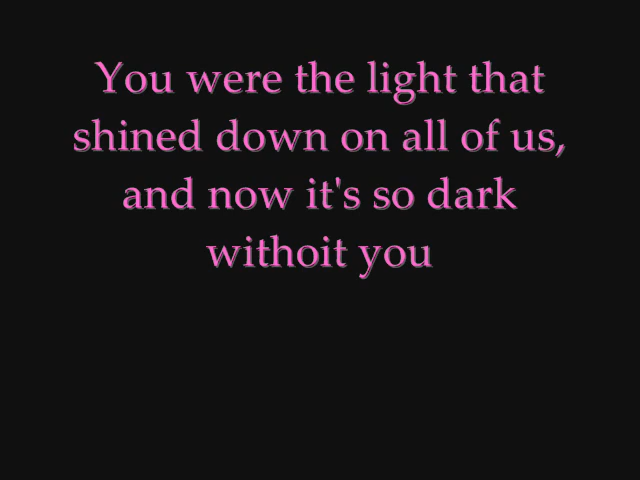 You were the light that
shined down on all of us,
and now it's so dark
withoit you